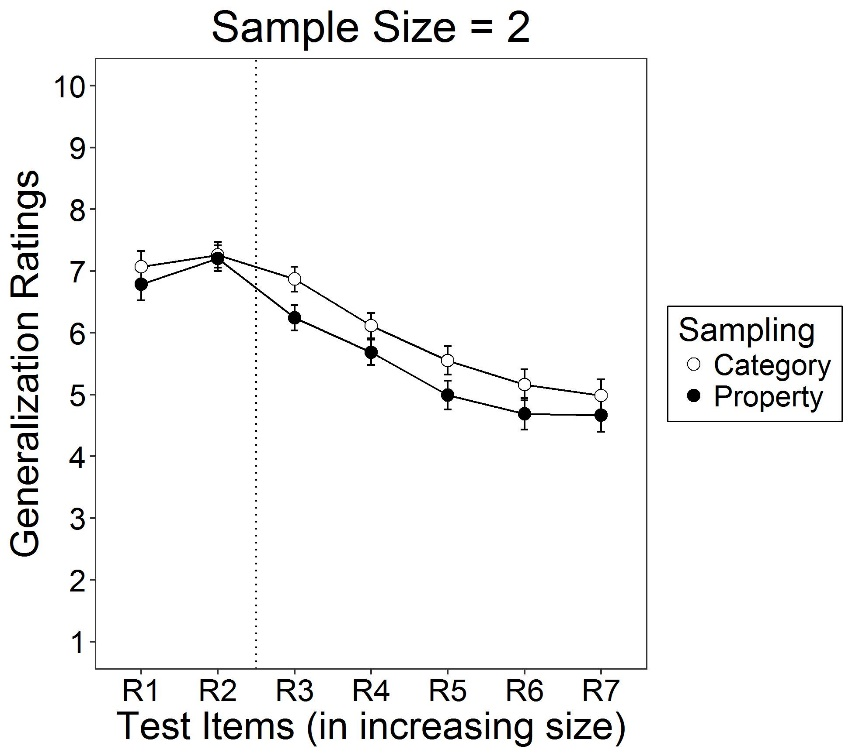 Sample Size = 2
Generalization Ratings
10
9
8
7
6
5
4
3
2
1
R1 R2 R3 R4 R5 R6 R7
Test Items (in increasing size)
Sampling
Category
Property